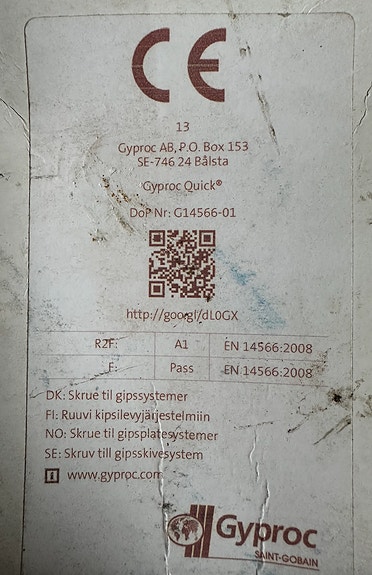 CE
13
Gyproc AB, P.O. Box 153
SE-746 24 Bålsta
Gyproc Quick®
DoP Nr: G14566-01
http://goo.gl/dL0GX
R2F: A1 EN 14566:2008
F: Pass EN 14566:2008
DK: Skrue til gipssystemer
FI: Ruuvi kipsilevyjärjestelmiin
NO: Skrue til gipsplatesystemer
SE: Skruv till gipsskivesystem
i www.gyproc.com
Gyproc
SAINT-GOBAIN